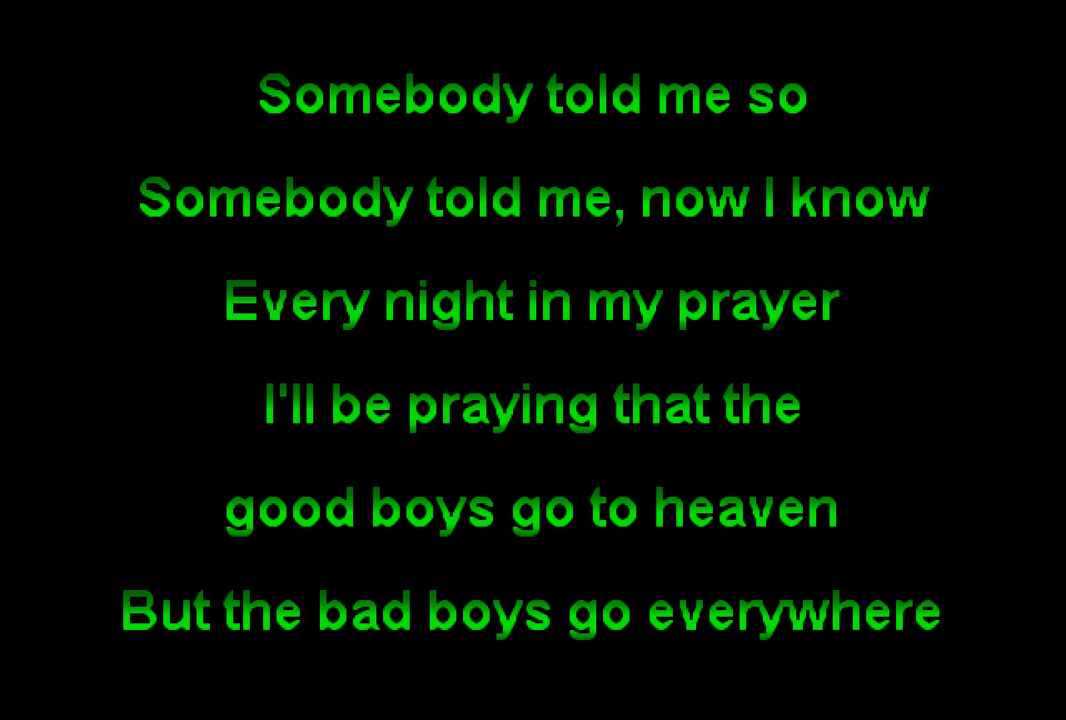 Somebody told me so
Somebody told me, now I know
Every night in my prayer
I'll be praying that the
good boys go to heaven
But the bad boys go everywhere